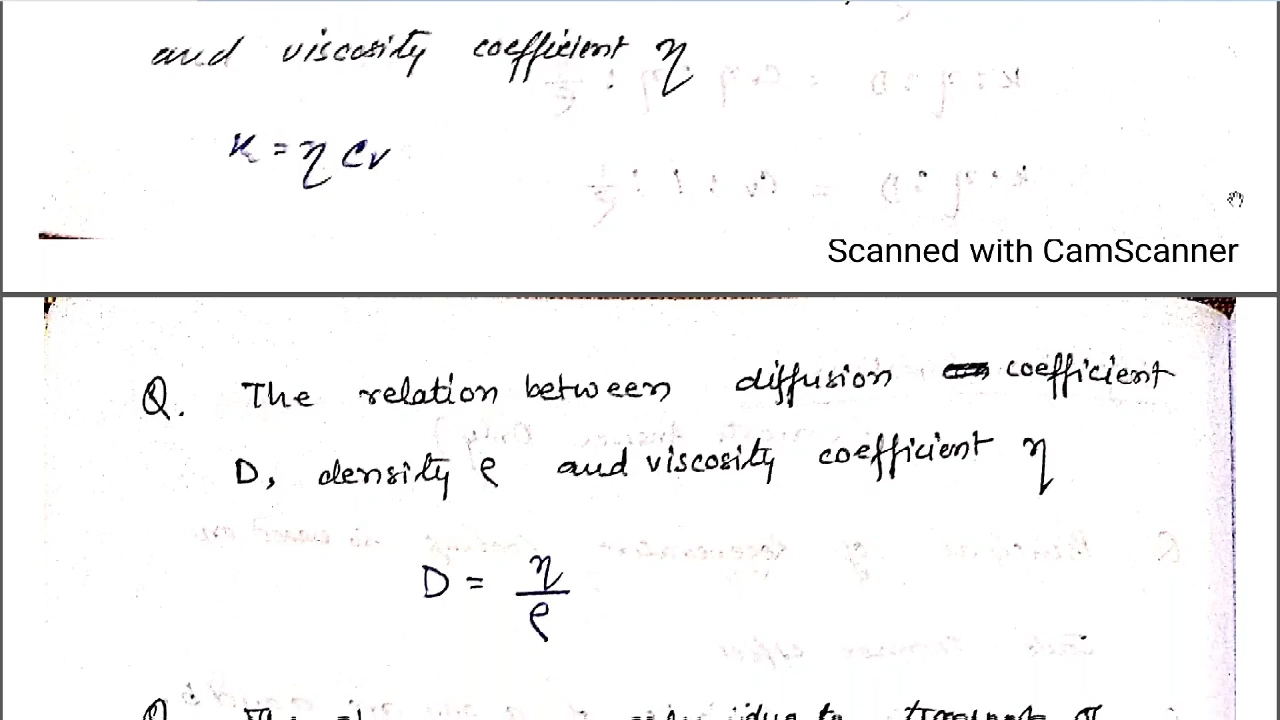 and viscosity coefficient η
K = η Cv
Scanned with CamScanner
Q. The relation between diffusion coefficient
D, density ρ and viscosity coefficient η
D = η/ρ